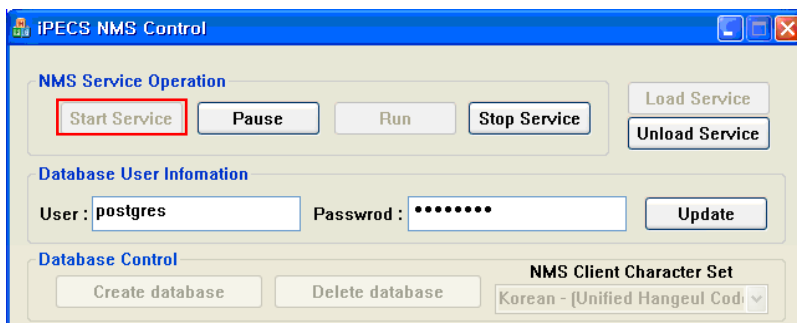 iPECS NMS Control
NMS Service Operation
Start Service
Pause
Run
Stop Service
Load Service
Unload Service
Database User Infomation
User : postgres
Passwrod : ••••••••
Update
Database Control
Create database
Delete database
NMS Client Character Set
Korean - (Unified Hangeul Cod